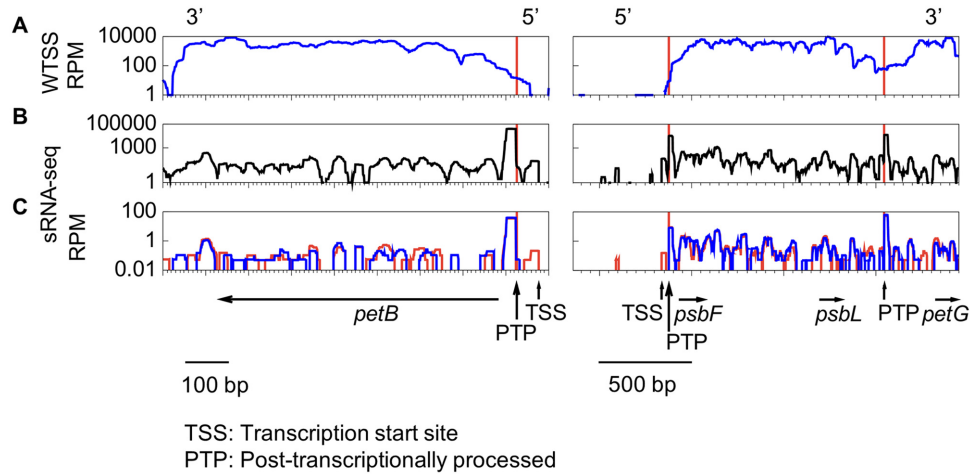 3’ 5’ 5’ 3’
A
WTSS
RPM
10000
100
1
B
100000
1000
1
sRNA-seq
C
RPM
100
1
0.01
petB
PTP
TSS
TSS
PTP
psbF
psbL
PTP
petG
100 bp
500 bp
TSS: Transcription start site
PTP: Post-transcriptionally processed